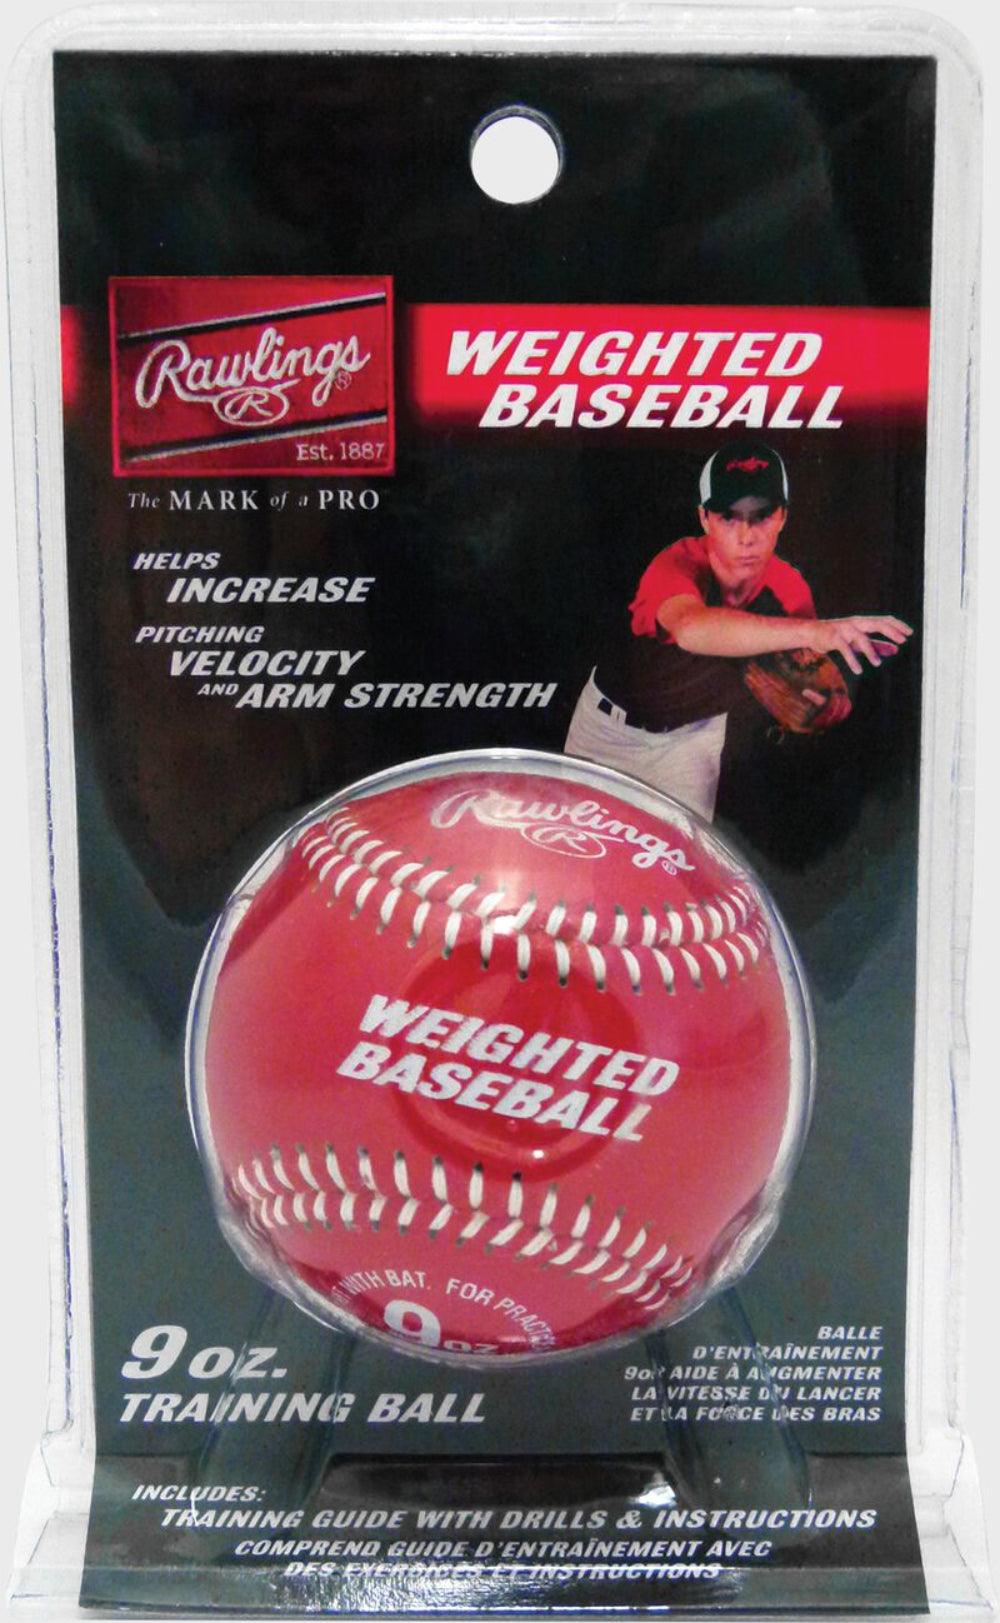 Rawlings®
R
Est. 1887
The MARK of a PRO
WEIGHTED
BASEBALL
HELPS
INCREASE
PITCHING
VELOCITY
AND ARM STRENGTH
Rawlings
R
WEIGHTED
BASEBALL
WITH BAT. FOR
9 oz
9 oz.
TRAINING BALL
BALLE
D'ENTRAÎNEMENT
9oz AIDE À AUGMENTER
LA VITESSE DU LANCER
ET LA FORCE DES BRAS
INCLUDES:
TRAINING GUIDE WITH DRILLS & INSTRUCTIONS
COMPREND GUIDE D'ENTRAÎNEMENT AVEC
DES EXERCICES ET INSTRUCTIONS